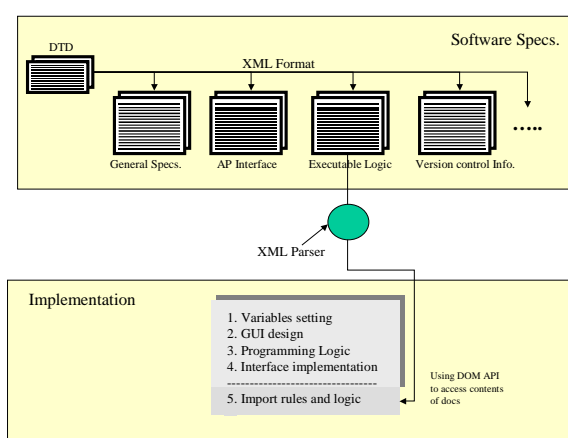 Software Specs.
DTD
XML Format
General Specs.
AP Interface
Executable Logic
Version control Info.
.....
XML Parser
Implementation
1. Variables setting
2. GUI design
3. Programming Logic
4. Interface implementation
---------------------------------
5. Import rules and logic
Using DOM API
to access contents
of docs